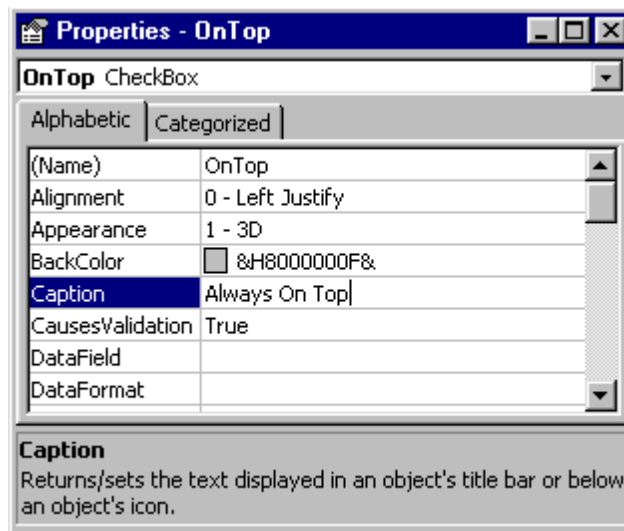 Properties - OnTop
OnTop CheckBox
Alphabetic Categorized
(Name) OnTop
Alignment 0 - Left Justify
Appearance 1 - 3D
BackColor &H8000000F&
Caption Always On Top
CausesValidation True
DataField
DataFormat
Caption
Returns/sets the text displayed in an object's title bar or below
an object's icon.